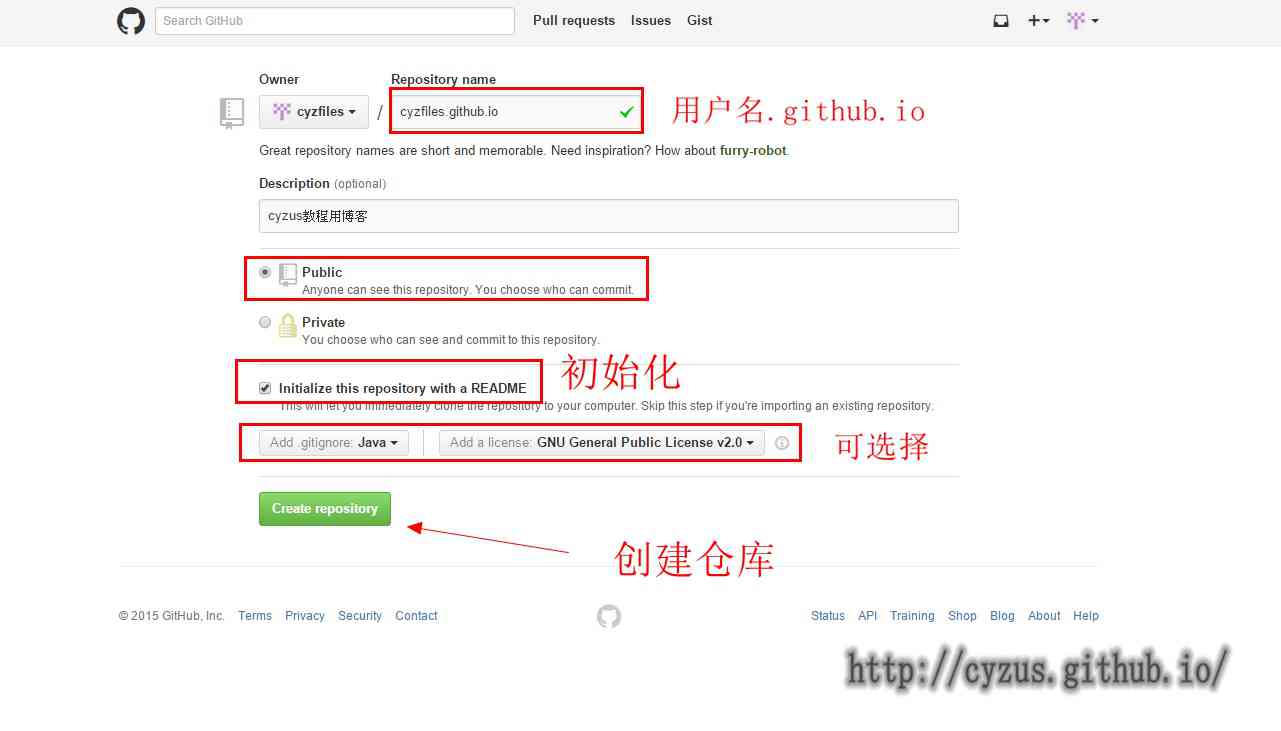 Search GitHub
Pull requests Issues Gist
Owner Repository name
cyzfiles / cyzfiles.github.io 用户名.github.io
Great repository names are short and memorable. Need inspiration? How about furry-robot.
Description (optional)
cyzus教程用博客
Public
Anyone can see this repository. You choose who can commit.
Private
You choose who can see and commit to this repository.
Initialize this repository with a README 初始化
This will let you immediately clone the repository to your computer. Skip this step if you're importing an existing repository.
Add .gitignore: Java Add a license: GNU General Public License v2.0 可选择
Create repository
创建仓库
© 2015 GitHub, Inc. Terms Privacy Security Contact Status API Training Shop Blog About Help
http://cyzus.github.io/